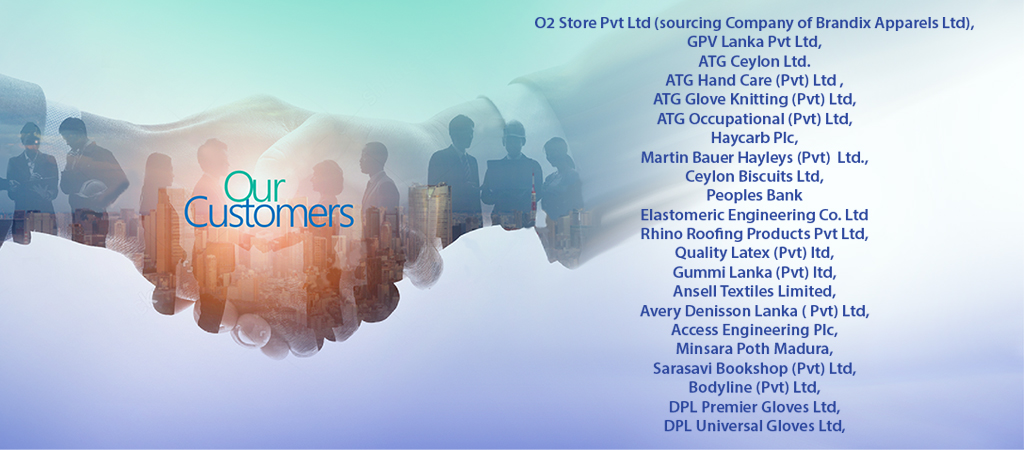 Our
Customers
O2 Store Pvt Ltd (sourcing Company of Brandix Apparels Ltd),
GPV Lanka Pvt Ltd,
ATG Ceylon Ltd.
ATG Hand Care (Pvt) Ltd ,
ATG Glove Knitting (Pvt) Ltd,
ATG Occupational (Pvt) Ltd,
Haycarb Plc,
Martin Bauer Hayleys (Pvt)  Ltd.,
Ceylon Biscuits Ltd,
Peoples Bank
Elastomeric Engineering Co. Ltd
Rhino Roofing Products Pvt Ltd,
Quality Latex (Pvt) ltd,
Gummi Lanka (Pvt) ltd,
Ansell Textiles Limited,
Avery Denisson Lanka ( Pvt) Ltd,
Access Engineering Plc,
Minsara Poth Madura,
Sarasavi Bookshop (Pvt) Ltd,
Bodyline (Pvt) Ltd,
DPL Premier Gloves Ltd,
DPL Universal Gloves Ltd,